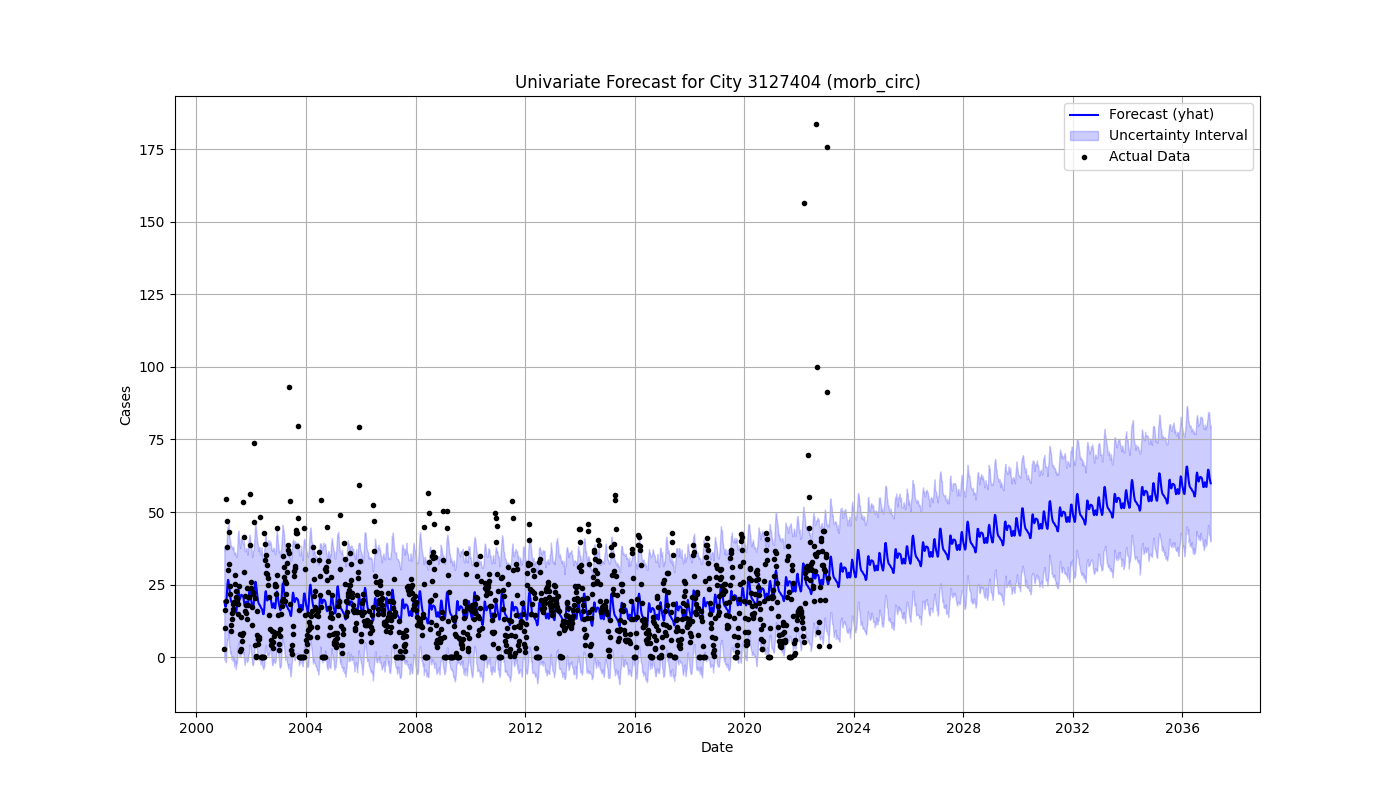 Univariate Forecast for City 3127404 (morb_circ)
Forecast (yhat)
Uncertainty Interval
Actual Data
175
150
125
100
75
50
25
0
Cases
2000 2004 2008 2012 2016 2020 2024 2028 2032 2036
Date